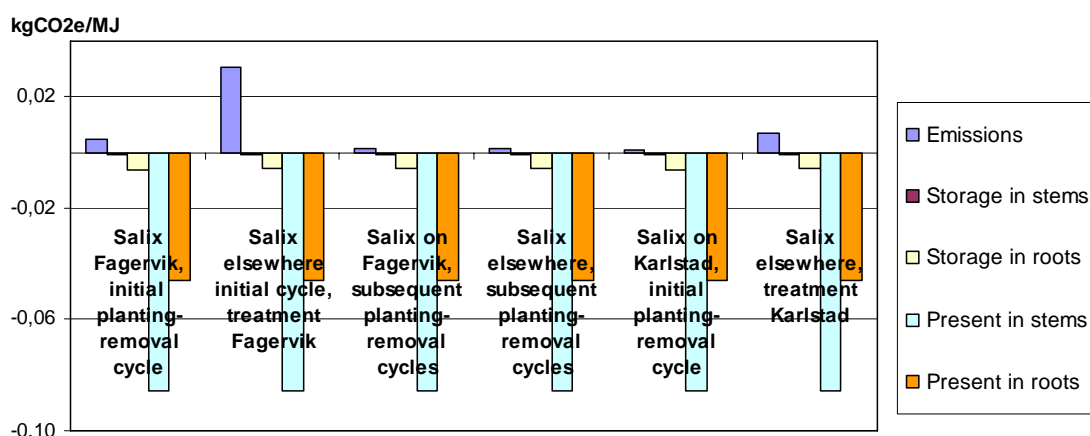 kgCO2e/MJ
0,02
-0,02
-0,06
-0,10
Salix
Fagervik,
initial
planting-
removal
cycle
Salix
elsewhere
initial cycle,
treatment
Fagervik
Salix on
Fagervik,
subsequent
planting-
removal
cycles
Salix
elsewhere,
subsequent
planting-
removal
cycles
Salix on
Karlstad,
initial
planting-
removal
cycle
Salix
elsewhere,
treatment
Karlstad
Emissions
Storage in stems
Storage in roots
Present in stems
Present in roots